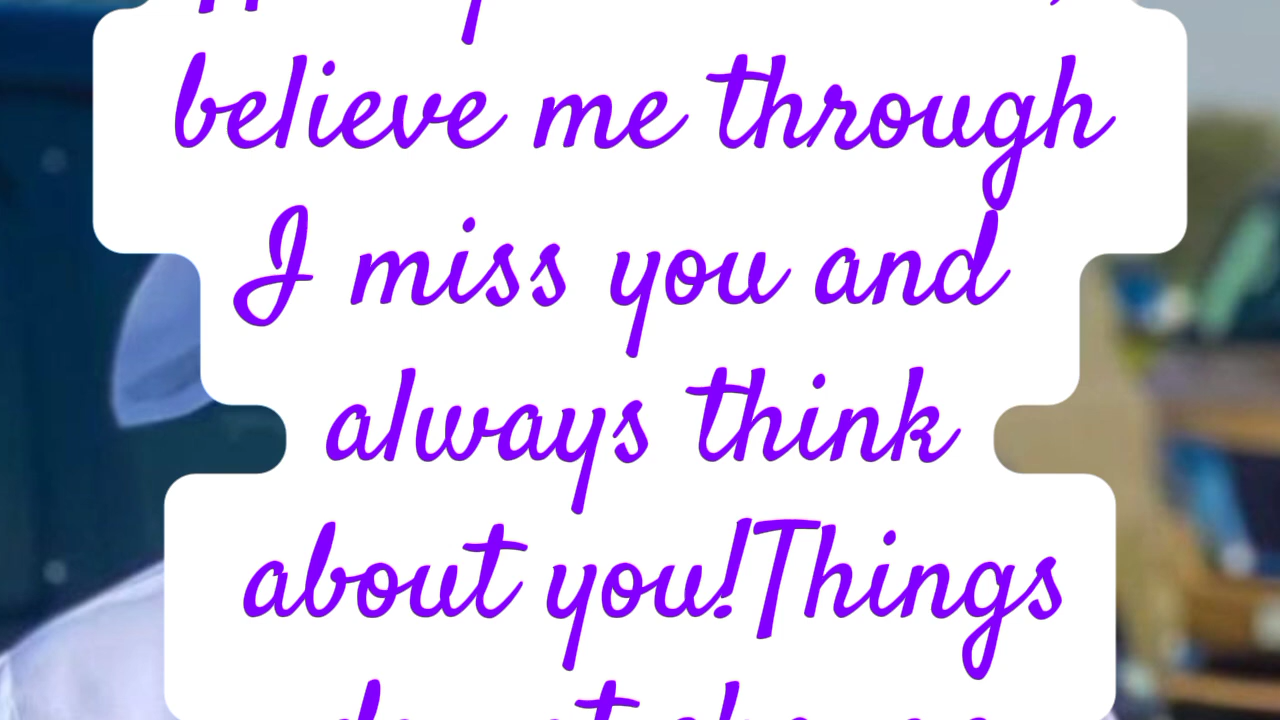 believe me through
I miss you and
always think
about you!Things